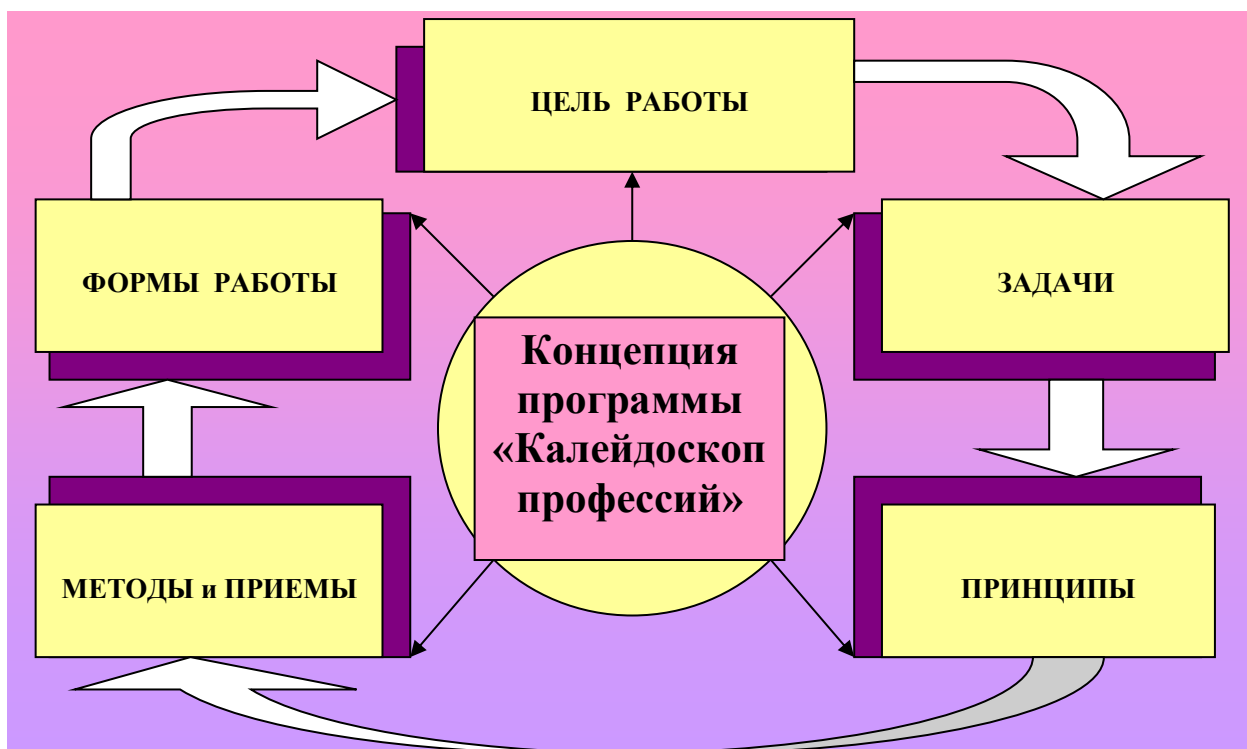 ЦЕЛЬ РАБОТЫ
ФОРМЫ РАБОТЫ
ЗАДАЧИ
Концепция
программы
«Калейдоскоп
профессий»
МЕТОДЫ и ПРИЕМЫ
ПРИНЦИПЫ